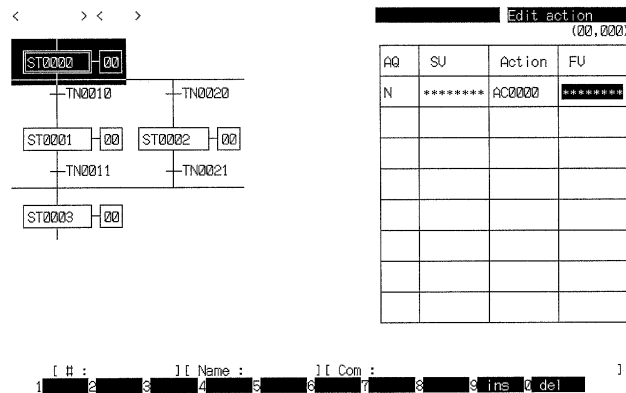 < > < >
Edit action
(00,000)
ST0000 00
TN0010 TN0020
ST0001 00 ST0002 00
TN0011 TN0021
ST0003 00
AQ SV Action FV
N ******** AC0000 ********
[ # : ][ Name : ][ Com : ]
1 2 3 4 5 6 7 8 9 ins 0 del